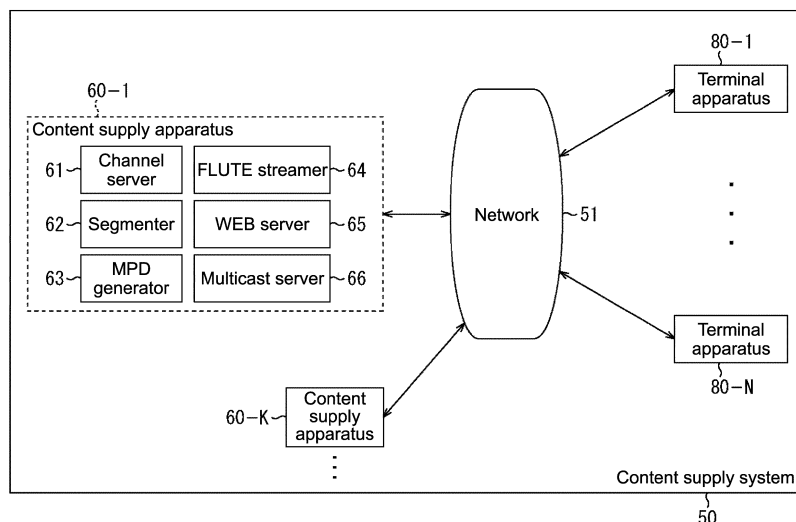 60-1
Content supply apparatus
61
Channel
server
FLUTE streamer
64
62
Segmenter
WEB server
65
63
MPD
generator
Multicast server
66
Network
51
80-1
Terminal
apparatus
Terminal
apparatus
80-N
60-K
Content
supply
apparatus
Content supply system
50